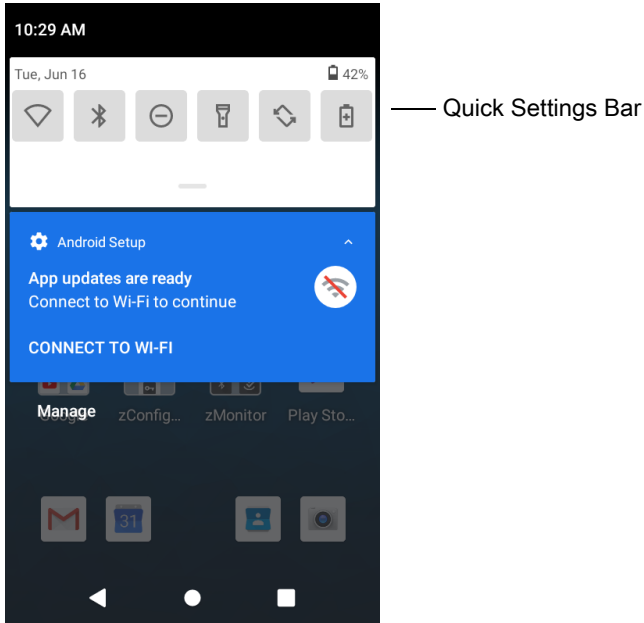 10:29 AM
Tue, Jun 16
42%
Quick Settings Bar
Android Setup
App updates are ready
Connect to Wi-Fi to continue
CONNECT TO WI-FI
Manage
Google
zConfig...
zMonitor
Play Sto...
31